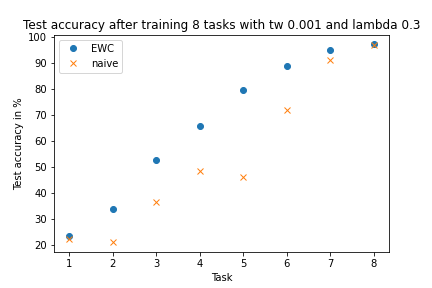 Test accuracy after training 8 tasks with tw 0.001 and lambda 0.3
EWC
naive
Test accuracy in %
100
90
80
70
60
50
40
30
20
1 2 3 4 5 6 7 8
Task